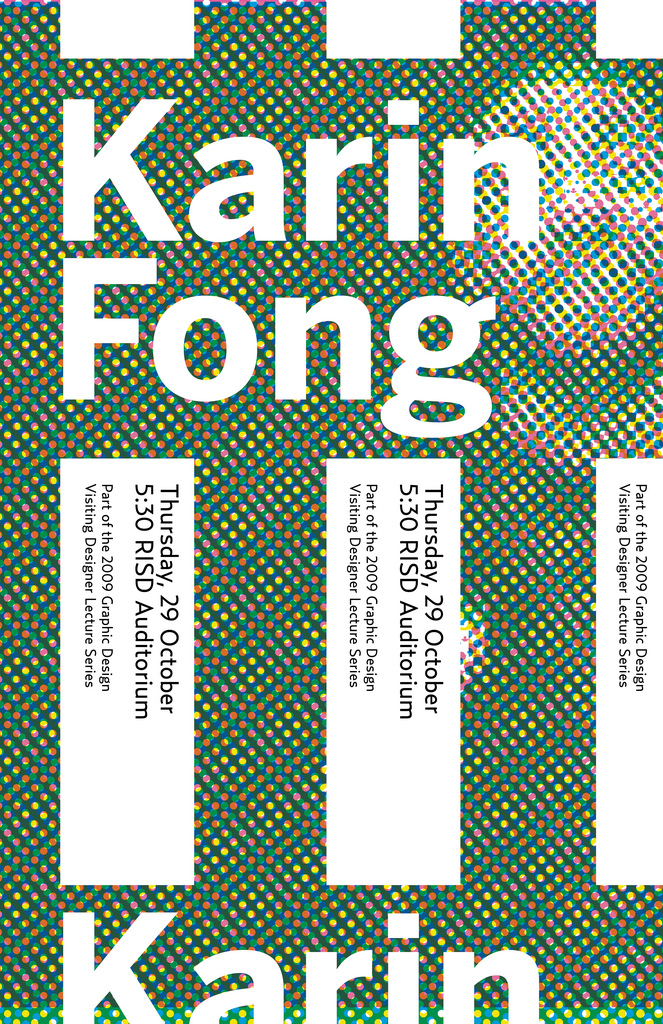 Karin
Fong
Thursday, 29 October
5:30 RISD Auditorium
Part of the 2009 Graphic Design
Visiting Designer Lecture Series
Thursday, 29 October
5:30 RISD Auditorium
Part of the 2009 Graphic Design
Visiting Designer Lecture Series
Part of the 2009 Graphic Design
Visiting Designer Lecture Series
Karin